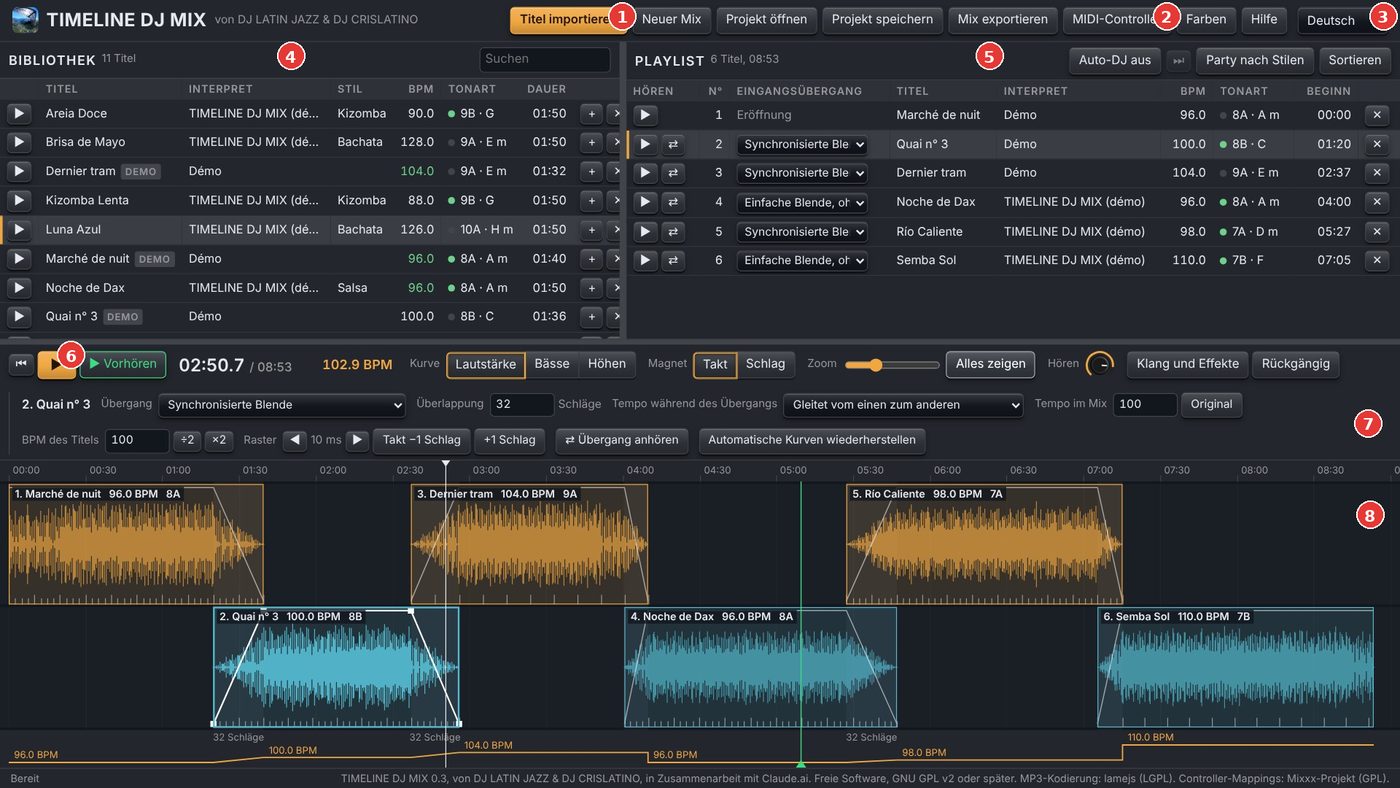 TIMELINE DJ MIX von DJ LATIN JAZZ & DJ CRISLATINO Titel importiere 1 Neuer Mix Projekt öffnen Projekt speichern Mix exportieren MIDI-Controlle 2 Farben Hilfe Deutsch 3
BIBLIOTHEK 11 Titel 4 Suchen
TITEL INTERPRET STIL BPM TONART DAUER
Areia Doce TIMELINE DJ MIX (dé... Kizomba 90.0 9B · G 01:50 +
Brisa de Mayo TIMELINE DJ MIX (dé... Bachata 128.0 9A · E m 01:50 +
Dernier tram DEMO Démo 104.0 9A · E m 01:32 +
Kizomba Lenta TIMELINE DJ MIX (dé... Kizomba 88.0 9B · G 01:50 +
Luna Azul TIMELINE DJ MIX (dé... Bachata 126.0 10A · H m 01:50 +
Marché de nuit DEMO Démo 96.0 8A · A m 01:40 +
Noche de Dax TIMELINE DJ MIX (dé... Salsa 96.0 8A · A m 01:50 +
Quai n° 3 DEMO Démo 100.0 8B · C 01:36 +
PLAYLIST 6 Titel, 08:53 5 Auto-DJ aus Party nach Stilen Sortieren
HÖREN N° EINGANGSÜBERGANG TITEL INTERPRET BPM TONART BEGINN
1 Eröffnung Marché de nuit Démo 96.0 8A · A m 00:00 ×
2 Synchronisierte Ble Quai n° 3 Démo 100.0 8B · C 01:20 ×
3 Synchronisierte Ble Dernier tram Démo 104.0 9A · E m 02:37 ×
4 Einfache Blende, oh Noche de Dax TIMELINE DJ MIX (démo) 96.0 8A · A m 04:00 ×
5 Synchronisierte Ble Río Caliente TIMELINE DJ MIX (démo) 98.0 7A · D m 05:27 ×
6 Einfache Blende, oh Semba Sol TIMELINE DJ MIX (démo) 110.0 7B · F 07:05 ×
6 Vorhören 02:50.7 / 08:53 102.9 BPM Kurve Lautstärke Bässe Höhen Magnet Takt Schlag Zoom Alles zeigen Hören Klang und Effekte Rückgängig
2. Quai n° 3 Übergang Synchronisierte Blende Überlappung 32 Schläge Tempo während des Übergangs Gleitet vom einen zum anderen Tempo im Mix 100 Original 7
BPM des Titels 100 ÷2 ×2 Raster 10 ms Takt −1 Schlag +1 Schlag ⇄ Übergang anhören Automatische Kurven wiederherstellen
00:00 00:30 01:00 01:30 02:00 02:30 03:00 03:30 04:00 04:30 05:00 05:30 06:00 06:30 07:00 07:30 08:00 08:30 0
1. Marché de nuit 96.0 BPM 8A 3. Dernier tram 104.0 BPM 9A 5. Río Caliente 98.0 BPM 7A 8
2. Quai n° 3 100.0 BPM 8B 4. Noche de Dax 96.0 BPM 8A 6. Semba Sol 110.0 BPM 7B
32 Schläge 32 Schläge 32 Schläge
96.0 BPM 100.0 BPM 104.0 BPM 96.0 BPM 98.0 BPM 110.0 BPM
Bereit TIMELINE DJ MIX 0.3, von DJ LATIN JAZZ & DJ CRISLATINO, in Zusammenarbeit mit Claude.ai. Freie Software, GNU GPL v2 oder später. MP3-Kodierung: lamejs (LGPL). Controller-Mappings: Mixxx-Projekt (GPL).